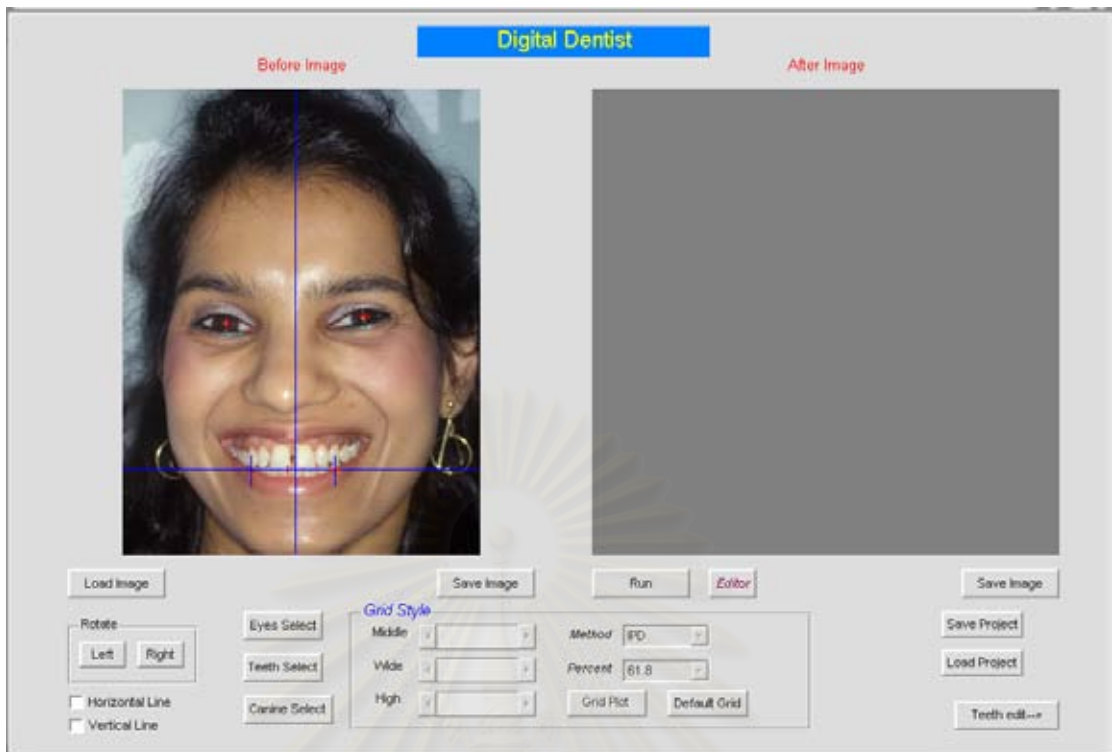 Digital Dentist
Before Image
After Image
Load Image
Save Image
Run
Editor
Save Image
Rotate
Left
Right
Horizontal Line
Vertical Line
Eyes Select
Teeth Select
Canine Select
Grid Style
Middle
Wide
High
Method
IPD
Percent
61.8
Grid Plot
Default Grid
Save Project
Load Project
Teeth edit-->